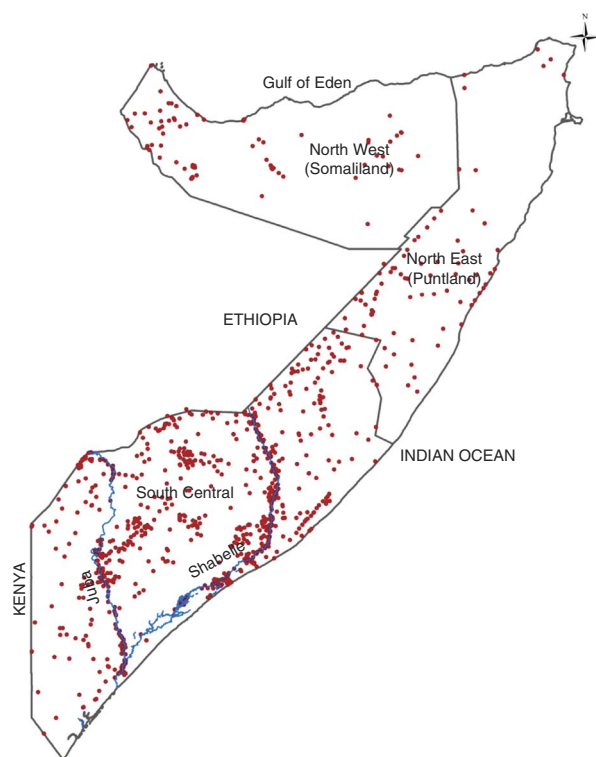 N
Gulf of Eden
North West
(Somaliland)
North East
(Puntland)
ETHIOPIA
INDIAN OCEAN
South Central
Shabelle
Juba
KENYA